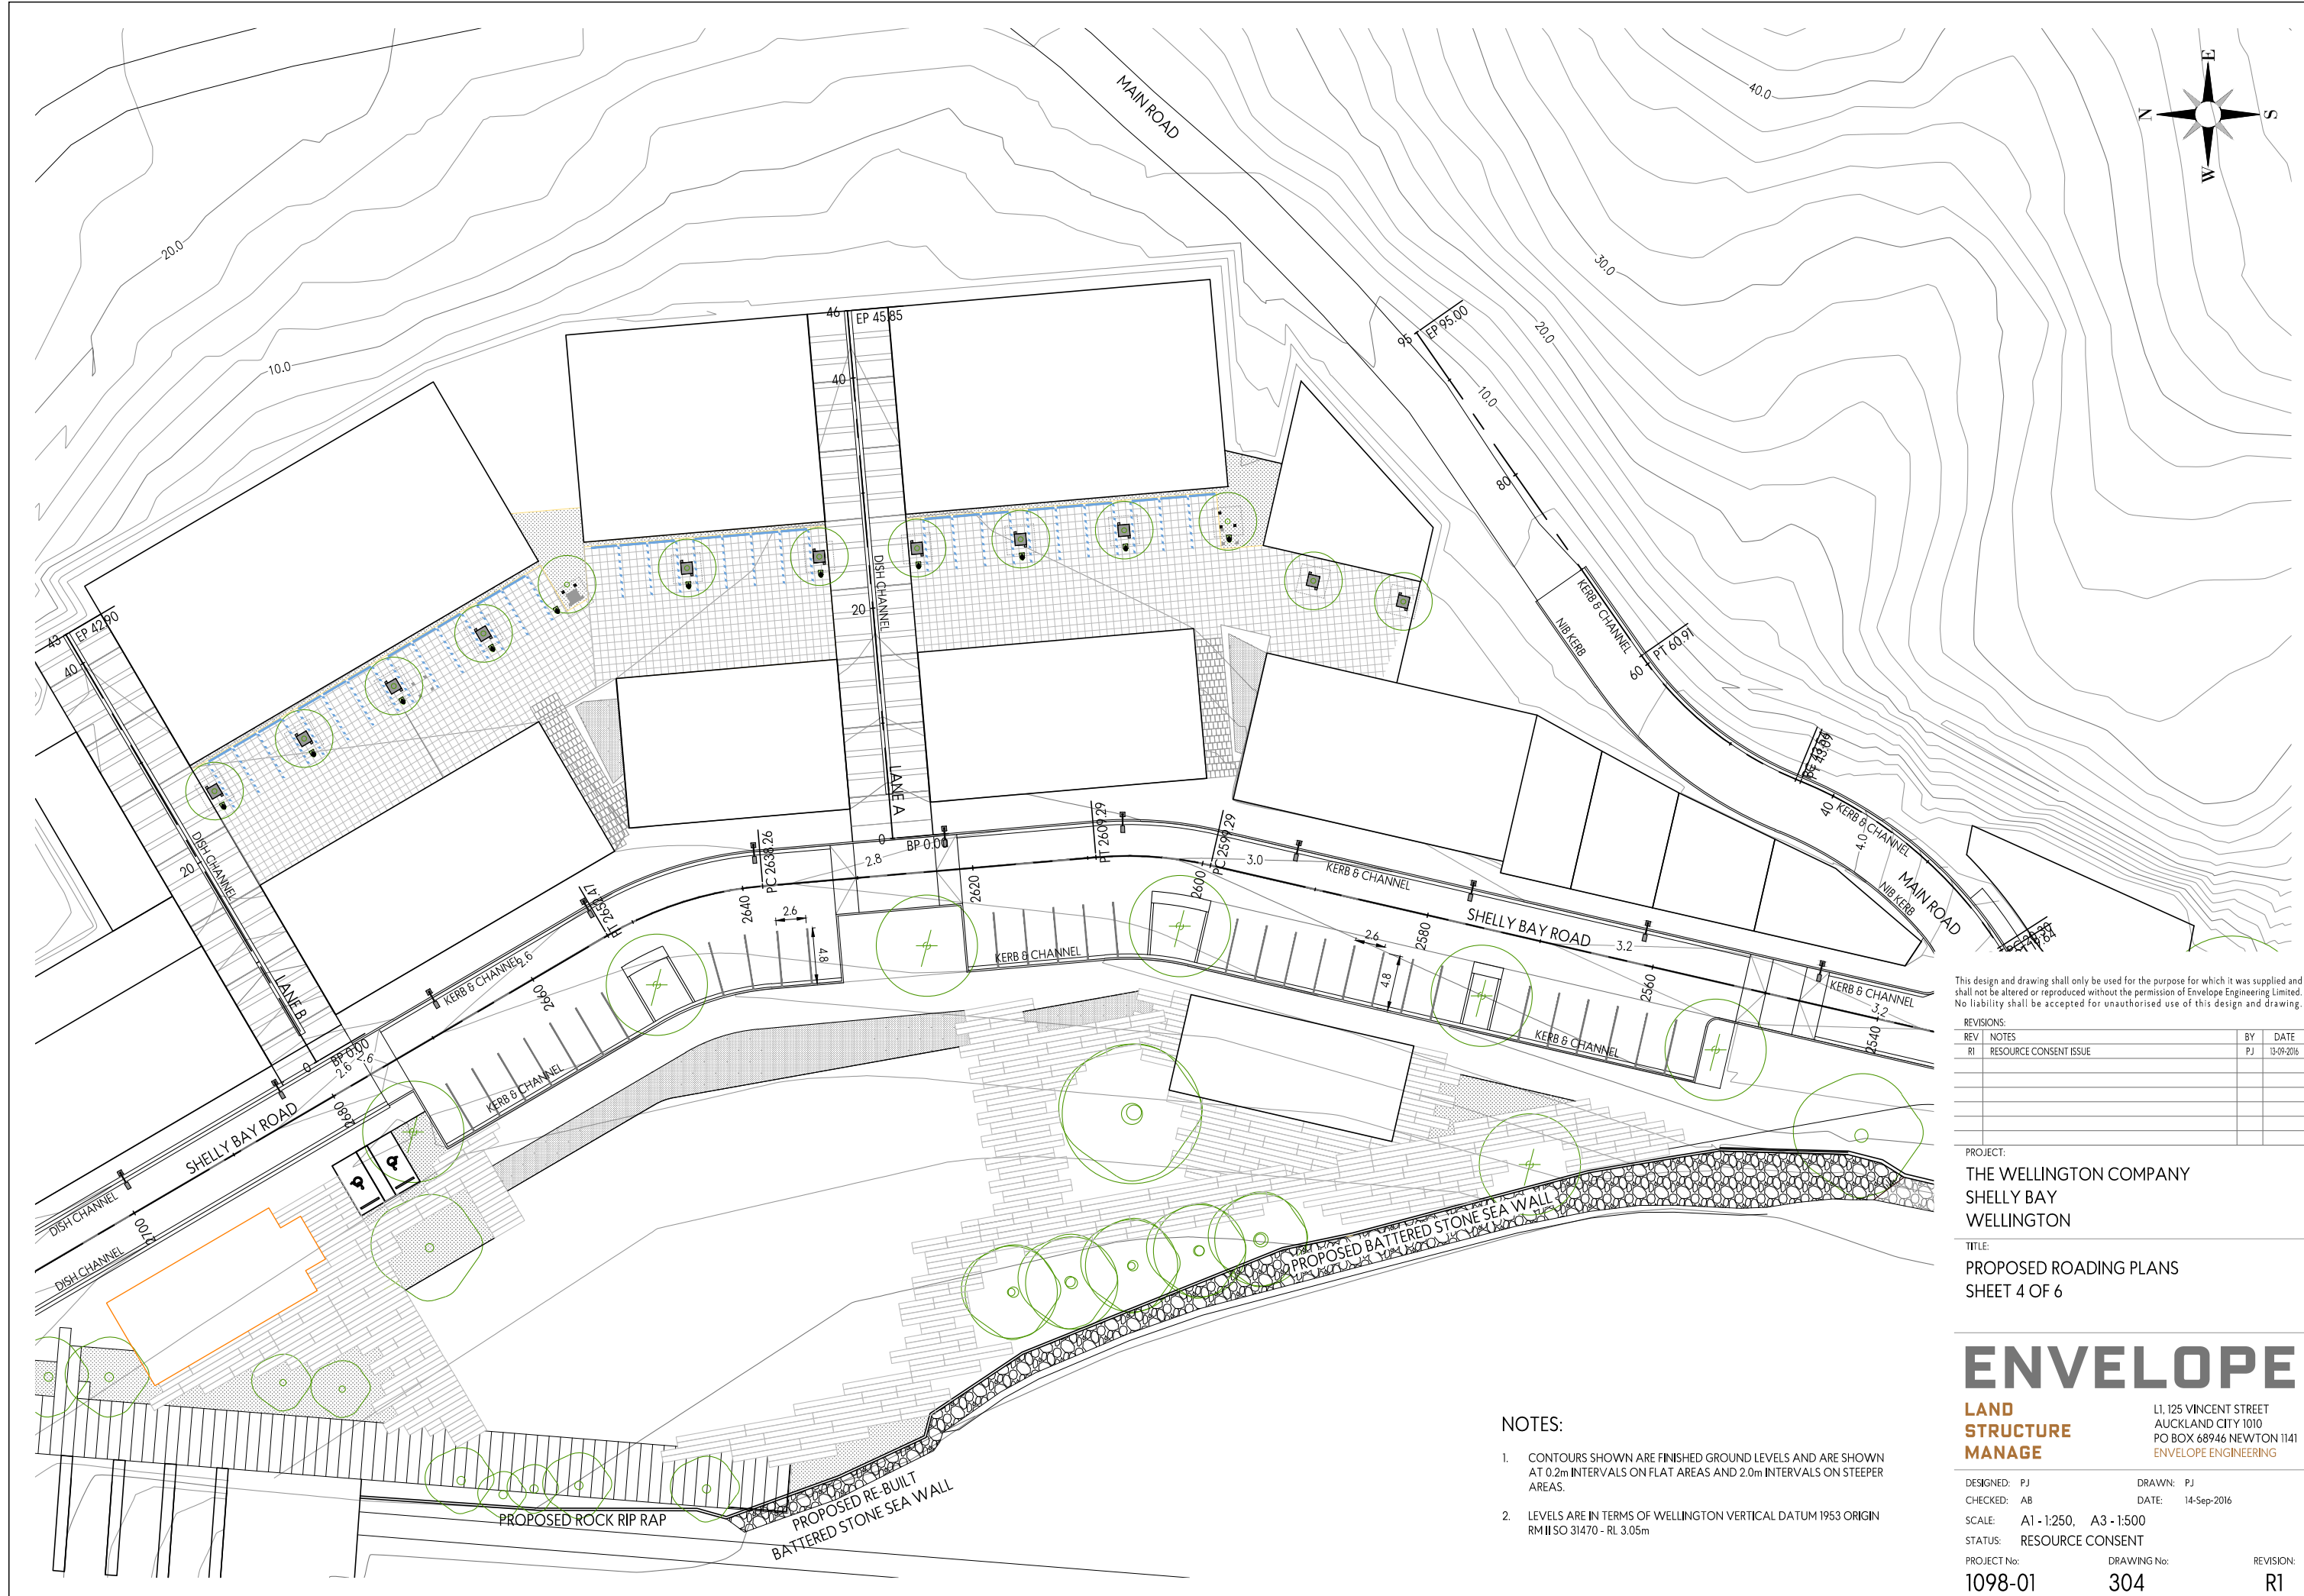 MAIN ROAD
40.0
E
N
S
W
20.0
30.0
46
EP 45.85
EP 95.00
95
20.0
10.0
40
10.0
80
DISH CHANNEL
20
KERB & CHANNEL
NIB KERB
43
EP 42.90
40
PT 60.91
60
LANE A
40
KERB & CHANNEL
4.0
DISH CHANNEL
20
PC 2638.26
0
BP 0.00
2.8
PT 2609.29
PC 2599.29
3.0
KERB & CHANNEL
NIB KERB
MAIN ROAD
2620
2600
2640
2.6
4.8
SHELLY BAY ROAD
3.2
2580
2.6
4.8
KERB & CHANNEL
2.6
KERB & CHANNEL
2660
2560
KERB & CHANNEL
3.2
2540
LANE B
0
BP 0.00
2.6
2.6
KERB & CHANNEL
KERB & CHANNEL
2680
SHELLY BAY ROAD
DISH CHANNEL
2700
DISH CHANNEL
PROPOSED BATTERED STONE SEA WALL
PROPOSED ROCK RIP RAP
PROPOSED RE-BUILT
BATTERED STONE SEA WALL
NOTES:
1. CONTOURS SHOWN ARE FINISHED GROUND LEVELS AND ARE SHOWN
AT 0.2m INTERVALS ON FLAT AREAS AND 2.0m INTERVALS ON STEEPER
AREAS.
2. LEVELS ARE IN TERMS OF WELLINGTON VERTICAL DATUM 1953 ORIGIN
RM II SO 31470 - RL 3.05m
This design and drawing shall only be used for the purpose for which it was supplied and
shall not be altered or reproduced without the permission of Envelope Engineering Limited.
No liability shall be accepted for unauthorised use of this design and drawing.
REVISIONS:
REV NOTES BY DATE
R1 RESOURCE CONSENT ISSUE PJ 13-09-2016
PROJECT:
THE WELLINGTON COMPANY
SHELLY BAY
WELLINGTON
TITLE:
PROPOSED ROADING PLANS
SHEET 4 OF 6
ENVELOPE
LAND
STRUCTURE
MANAGE
L1, 125 VINCENT STREET
AUCKLAND CITY 1010
PO BOX 68946 NEWTON 1141
ENVELOPE ENGINEERING
DESIGNED: PJ DRAWN: PJ
CHECKED: AB DATE: 14-Sep-2016
SCALE: A1 - 1:250, A3 - 1:500
STATUS: RESOURCE CONSENT
PROJECT No: DRAWING No: REVISION:
1098-01 304 R1